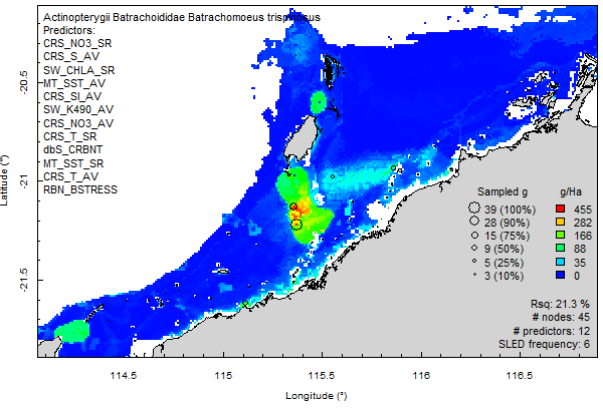 Actinopterygii Batrachoididae Batrachomoeus trispinosus
Predictors:
CRS_NO3_SR
CRS_S_AV
SW_CHLA_SR
MT_SST_AV
CRS_SI_AV
SW_K490_AV
CRS_NO3_AV
CRS_T_SR
dbS_CRBNT
MT_SST_SR
CRS_T_AV
RBN_BSTRESS
-20.5
-21
-21.5
Latitude (°)
Sampled g g/Ha
39 (100%) 455
28 (90%) 282
15 (75%) 166
9 (50%) 88
5 (25%) 35
3 (10%) 0
Rsq: 21.3 %
# nodes: 45
# predictors: 12
SLED frequency: 6
114.5 115 115.5 116 116.5
Longitude (°)